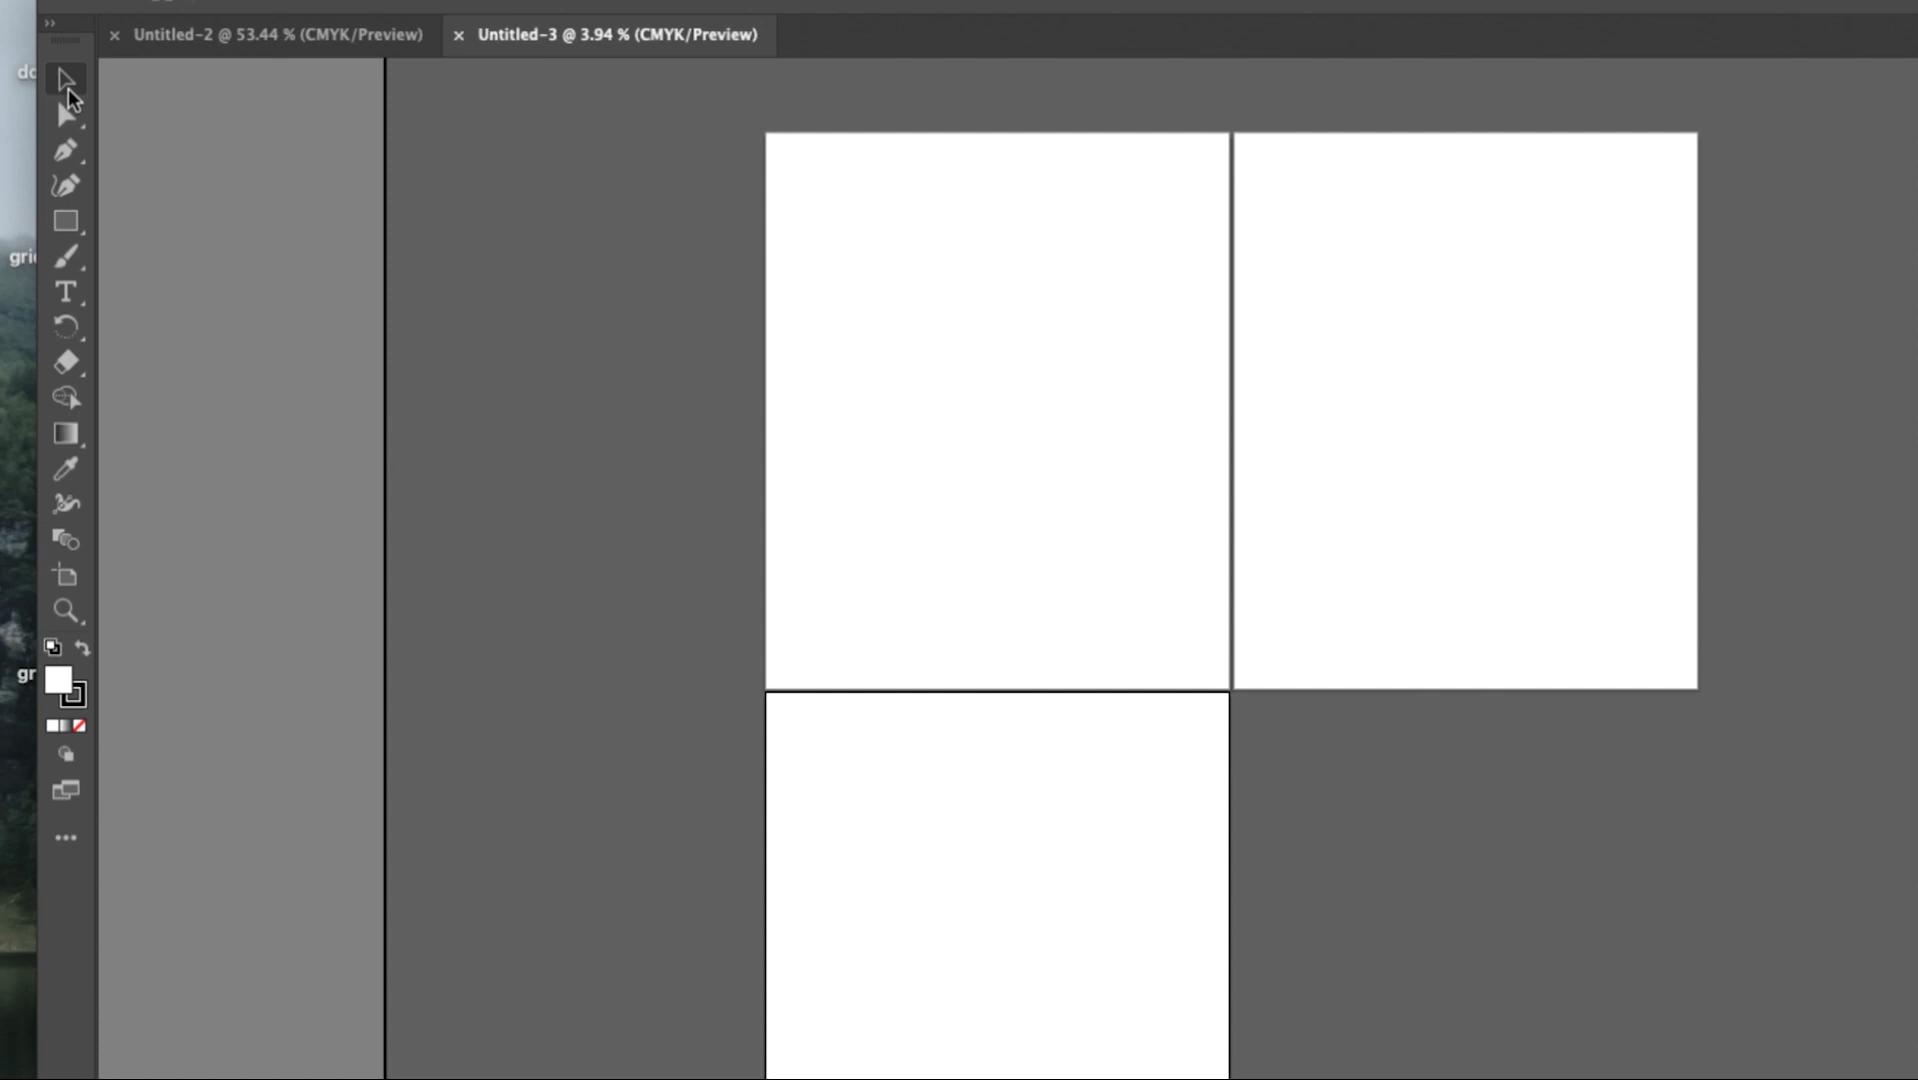 × Untitled-2 @ 53.44 % (CMYK/Preview) × Untitled-3 @ 3.94 % (CMYK/Preview)